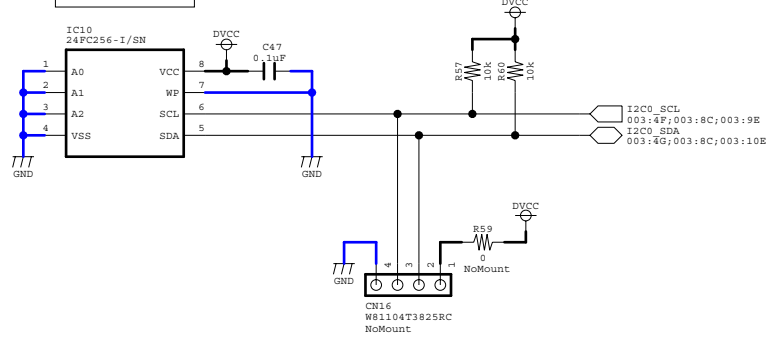 DVCC
IC10
24FC256-I/SN
DVCC
C47
0.1uF
1 A0 VCC 8
2 A1 WP 7
3 A2 SCL 6
4 VSS SDA 5
R57
10k
R60
10k
I2C0_SCL
003:4F;003:8C;003:9E
I2C0_SDA
003:4G;003:8C;003:10E
GND
GND
DVCC
R59
0
NoMount
GND
4 3 2 1
CN16
W81104T3825RC
NoMount